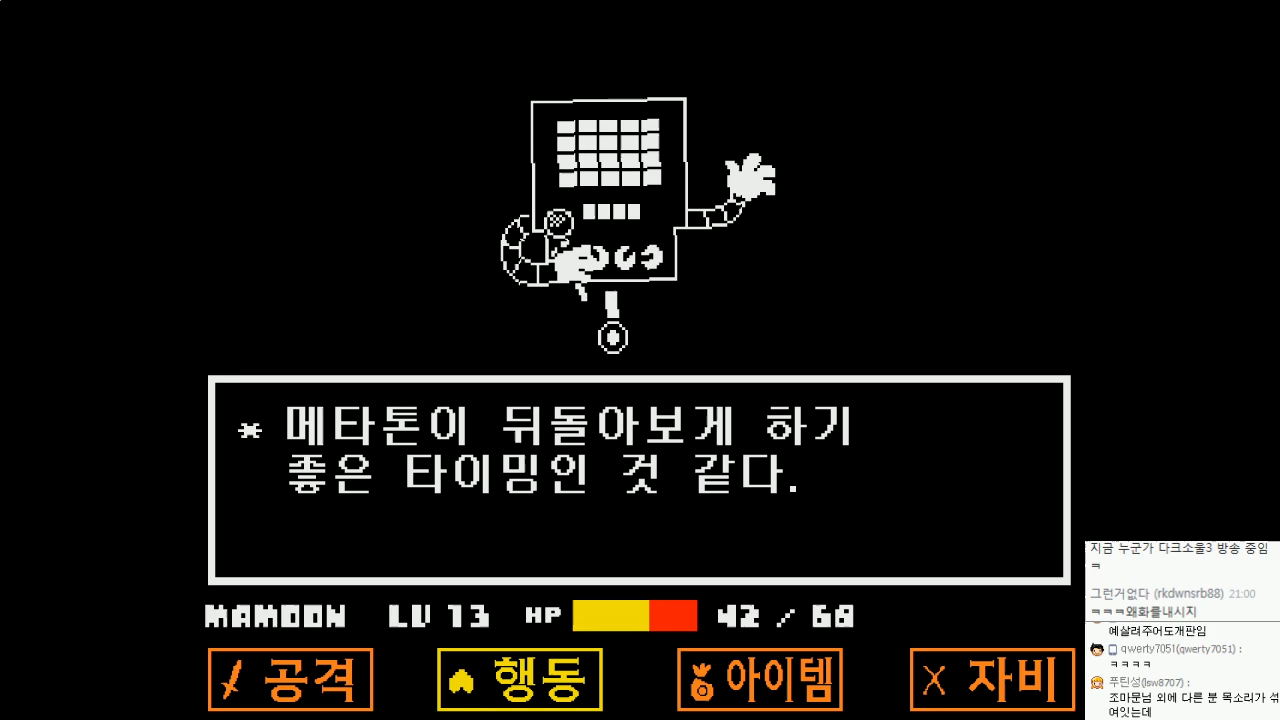 * 메타톤이 뒤돌아보게 하기
좋은 타이밍인 것 같다.
MAMOON LV 13 HP 42 / 68
공격 행동 아이템 자비
지금 누군가 다크소울3 방송 중임
ㅋ
그런거없다 (rkdwnsrb88) 21:00
ㅋㅋㅋ왜화를내시지
예살려주어도개판임
qwerty7051(qwerty7051) :
ㅋㅋㅋㅋ
푸틴성(lsw8707) :
조마문님 외에 다른 분 목소리가 섞
여잇는데